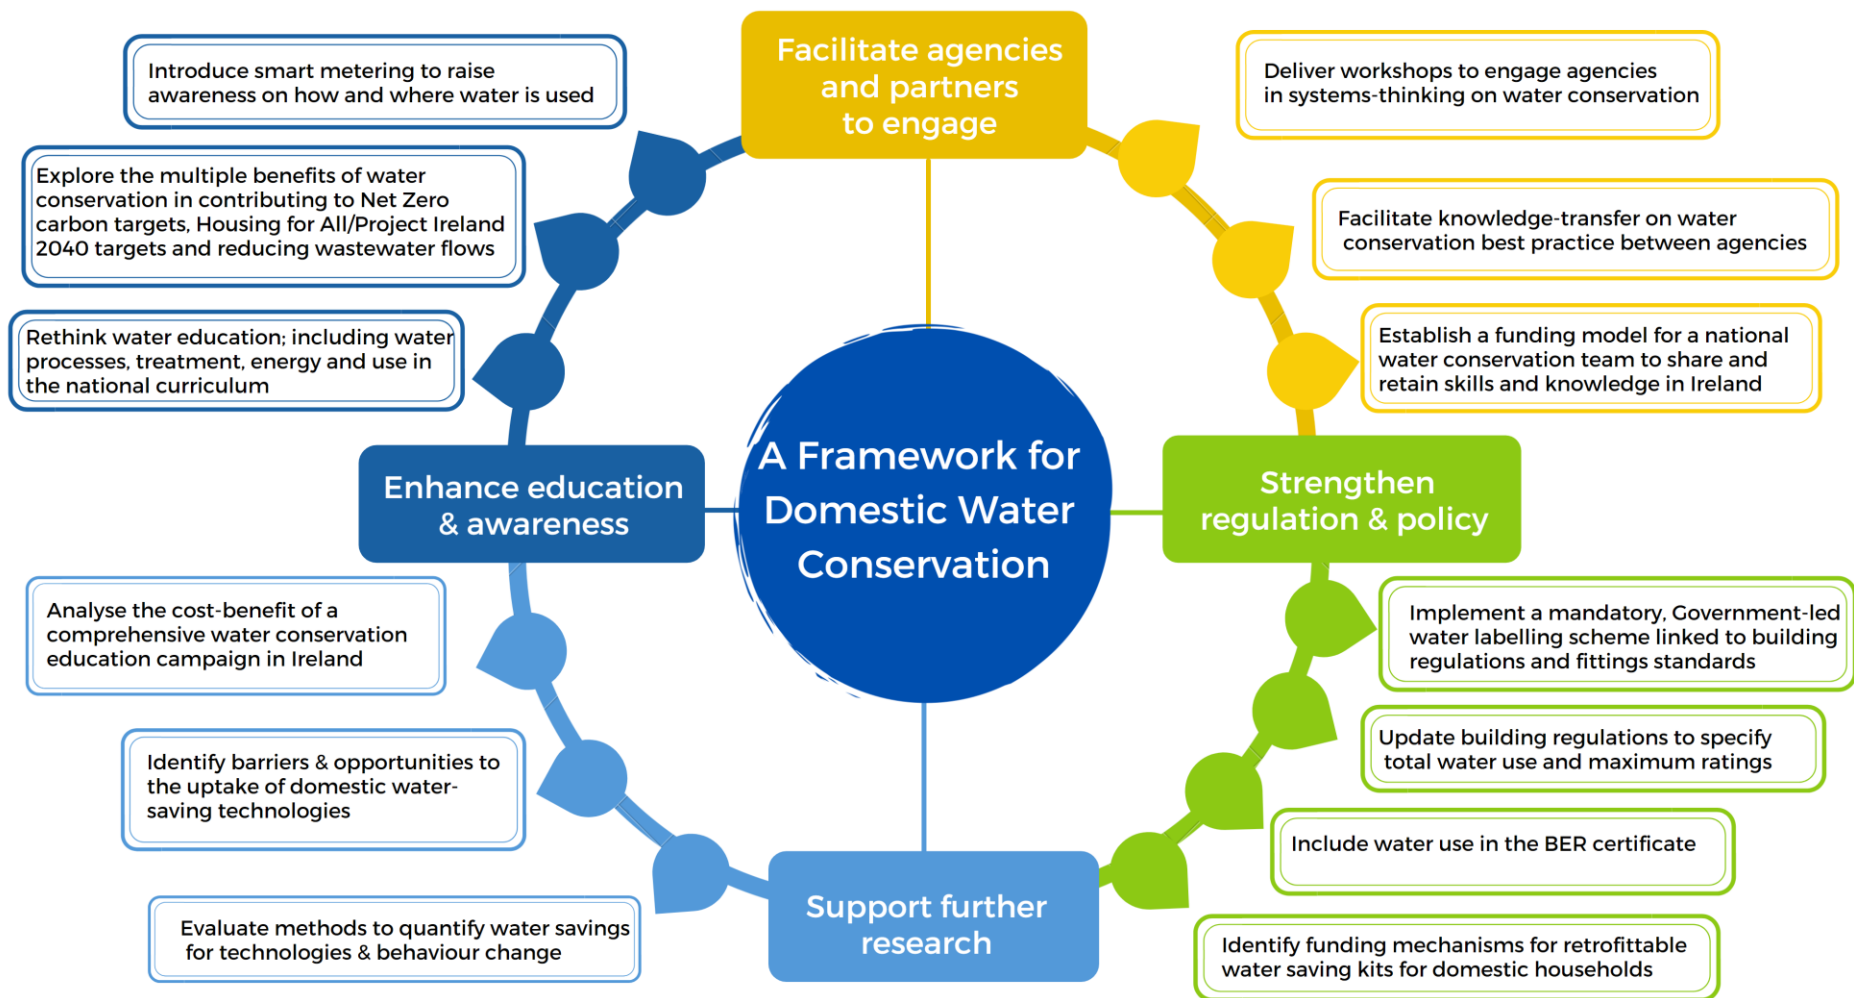 Facilitate agencies
and partners
to engage
Introduce smart metering to raise
awareness on how and where water is used
Explore the multiple benefits of water
conservation in contributing to Net Zero
carbon targets, Housing for All/Project Ireland
2040 targets and reducing wastewater flows
Rethink water education; including water
processes, treatment, energy and use in
the national curriculum
Deliver workshops to engage agencies
in systems-thinking on water conservation
Facilitate knowledge-transfer on water
conservation best practice between agencies
Establish a funding model for a national
water conservation team to share and
retain skills and knowledge in Ireland
Enhance education
& awareness
A Framework for
Domestic Water
Conservation
Strengthen
regulation & policy
Analyse the cost-benefit of a
comprehensive water conservation
education campaign in Ireland
Identify barriers & opportunities to
the uptake of domestic water-
saving technologies
Evaluate methods to quantify water savings
for technologies & behaviour change
Implement a mandatory, Government-led
water labelling scheme linked to building
regulations and fittings standards
Update building regulations to specify
total water use and maximum ratings
Include water use in the BER certificate
Identify funding mechanisms for retrofittable
water saving kits for domestic households
Support further
research